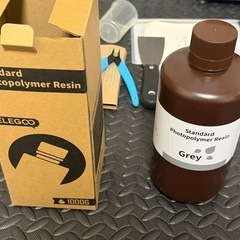 Standard
Photopolymer Resin
ELEGOO
1000G
Standard
Photopolymer Resin
Grey